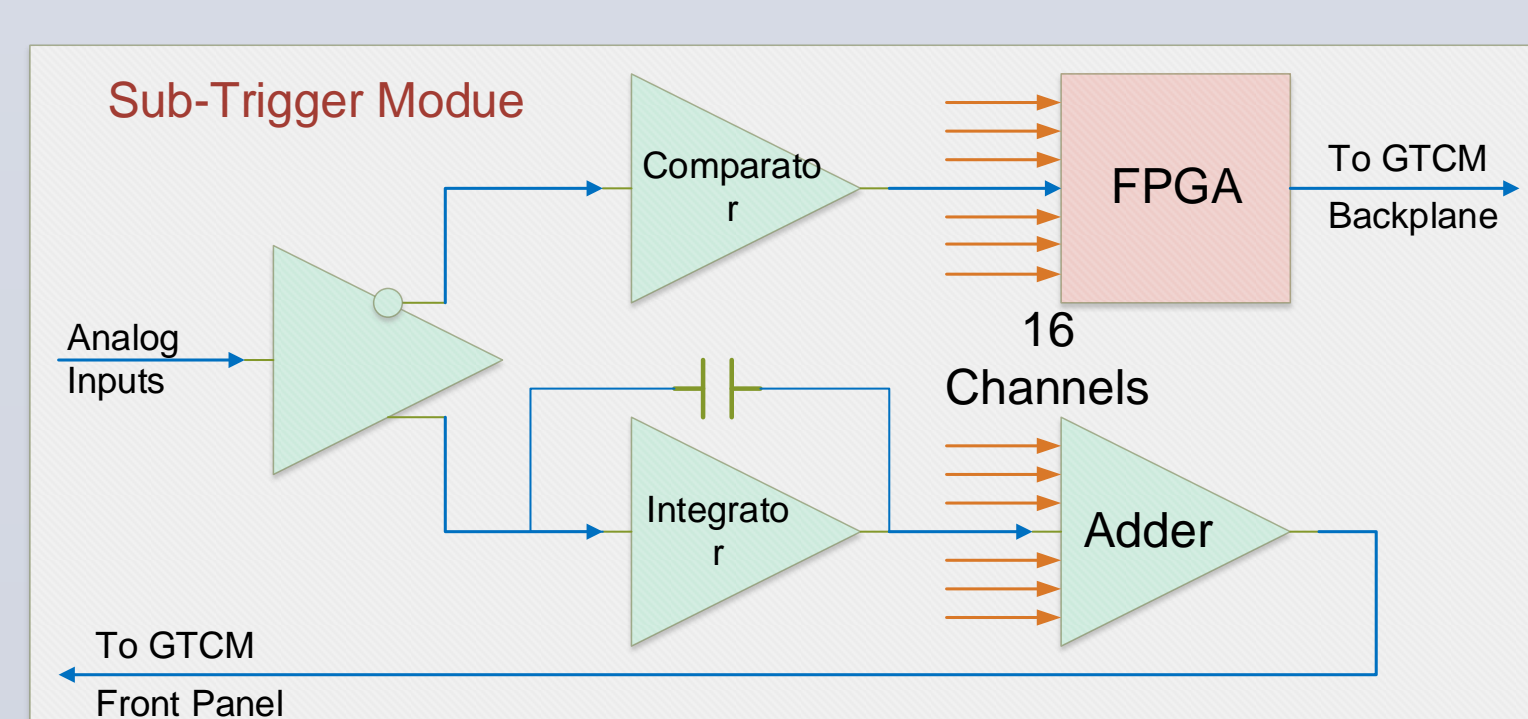 Sub-Trigger Modue
Comparato
r
FPGA
To GTCM
Backplane
Analog
Inputs
16
Channels
Integrato
r
Adder
To GTCM
Front Panel